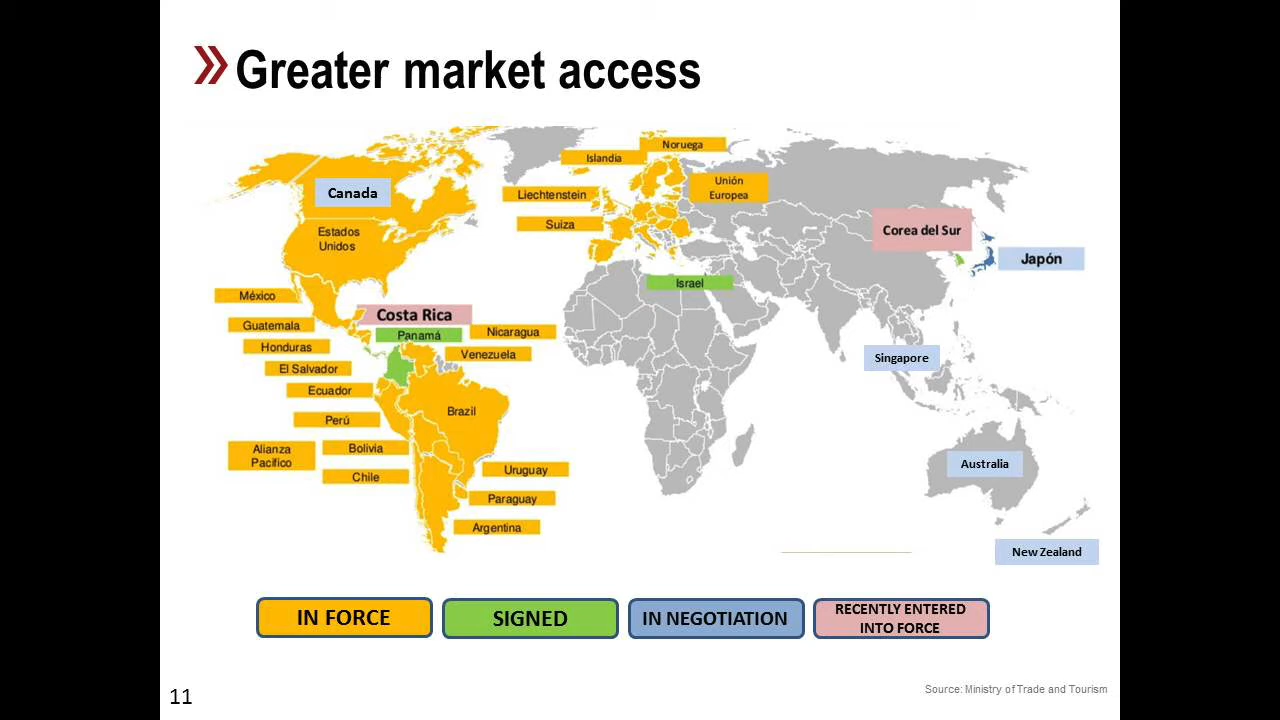 Greater market access
Noruega
Islandia
Unión
Europea
Liechtenstein
Canada
Suiza
Estados
Unidos
Corea del Sur
Japón
Israel
México
Costa Rica
Guatemala
Panamá
Nicaragua
Honduras
Venezuela
Singapore
El Salvador
Ecuador
Brazil
Perú
Alianza
Pacífico
Bolivia
Chile
Uruguay
Australia
Paraguay
Argentina
New Zealand
IN FORCE
SIGNED
IN NEGOTIATION
RECENTLY ENTERED
INTO FORCE
Source: Ministry of Trade and Tourism
11